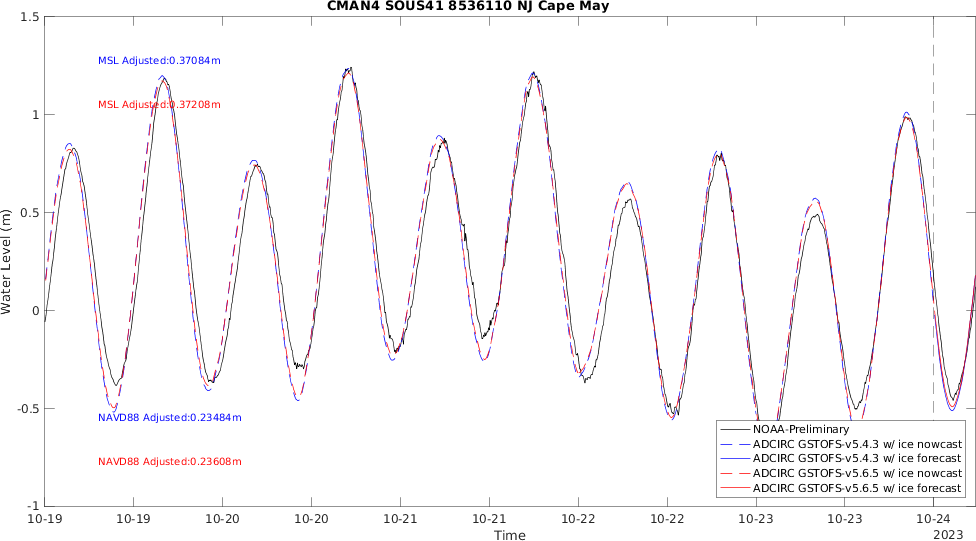 CMAN4 SOUS41 8536110 NJ Cape May
1.5
1
0.5
0
-0.5
-1
Water Level (m)
MSL Adjusted:0.37084m
MSL Adjusted:0.37208m
NAVD88 Adjusted:0.23484m
NAVD88 Adjusted:0.23608m
NOAA-Preliminary
ADCIRC GSTOFS-v5.4.3 w/ ice nowcast
ADCIRC GSTOFS-v5.4.3 w/ ice forecast
ADCIRC GSTOFS-v5.6.5 w/ ice nowcast
ADCIRC GSTOFS-v5.6.5 w/ ice forecast
10-19 10-19 10-20 10-20 10-21 10-21 10-22 10-22 10-23 10-23 10-24
Time
2023